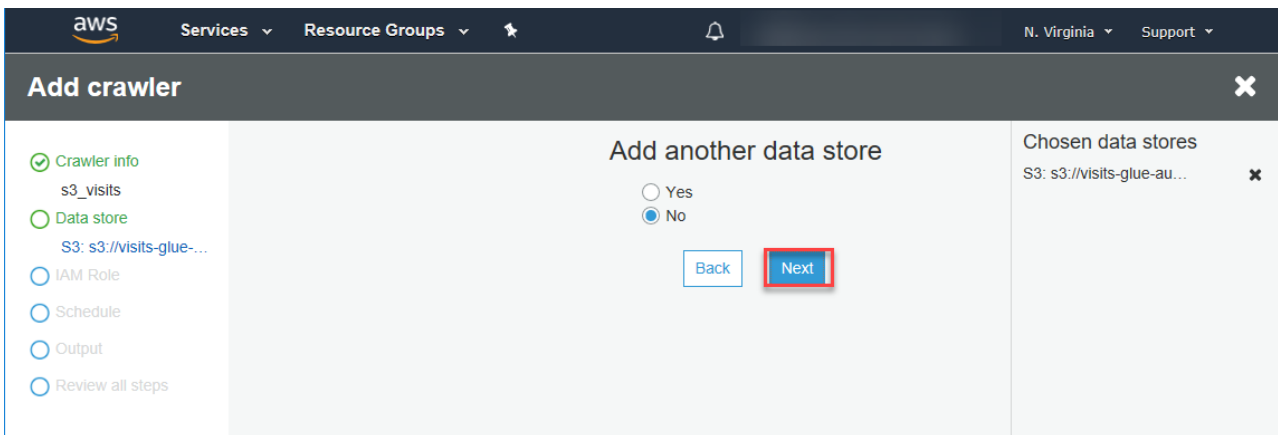 aws Services Resource Groups N. Virginia Support
Add crawler
Crawler info
s3_visits
Data store
S3: s3://visits-glue-...
IAM Role
Schedule
Output
Review all steps
Add another data store
Yes
No
Back Next
Chosen data stores
S3: s3://visits-glue-au...